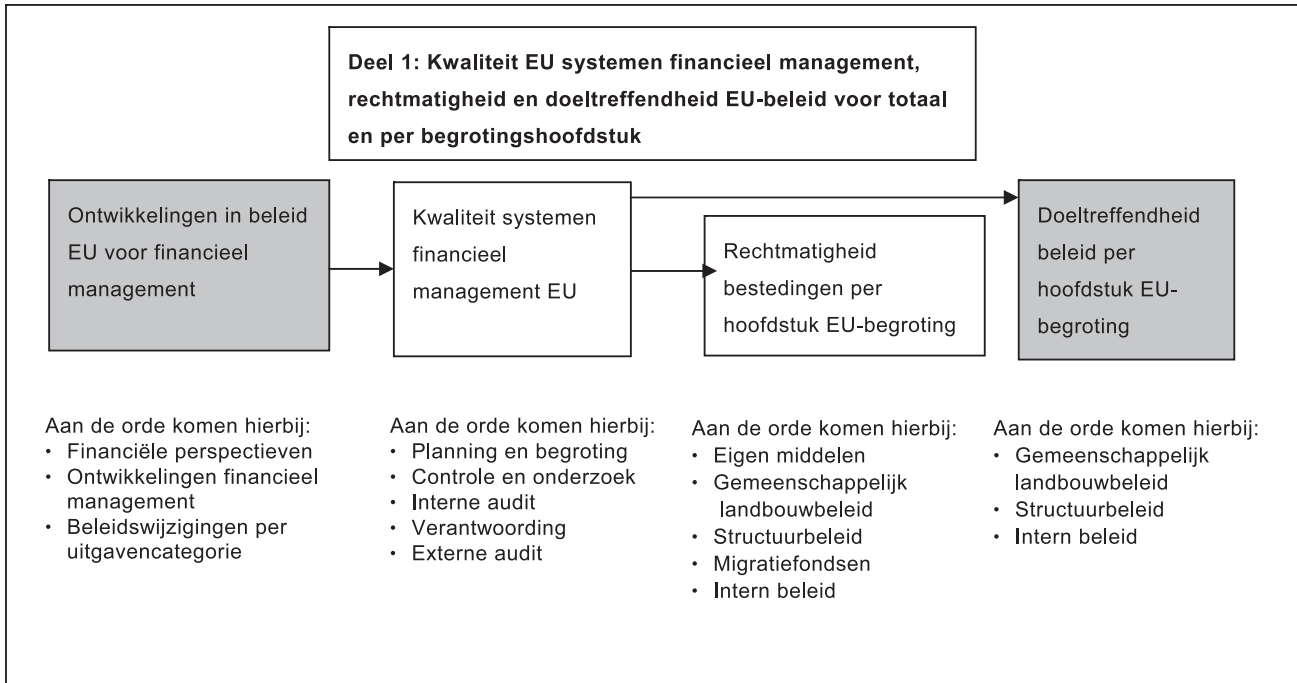 Deel 1: Kwaliteit EU systemen financieel management,
rechtmatigheid en doeltreffendheid EU-beleid voor totaal
en per begrotingshoofdstuk
Ontwikkelingen in beleid
EU voor financieel
management
Kwaliteit systemen
financieel
management EU
Rechtmatigheid
bestedingen per
hoofdstuk EU-begroting
Doeltreffendheid
beleid per
hoofdstuk EU-
begroting
Aan de orde komen hierbij:
• Financiële perspectieven
• Ontwikkelingen financieel
management
• Beleidswijzigingen per
uitgavencategorie
Aan de orde komen hierbij:
• Planning en begroting
• Controle en onderzoek
• Interne audit
• Verantwoording
• Externe audit
Aan de orde komen hierbij:
• Eigen middelen
• Gemeenschappelijk
landbouwbeleid
• Structuurbeleid
• Migratiefondsen
• Intern beleid
Aan de orde komen hierbij:
• Gemeenschappelijk
landbouwbeleid
• Structuurbeleid
• Intern beleid